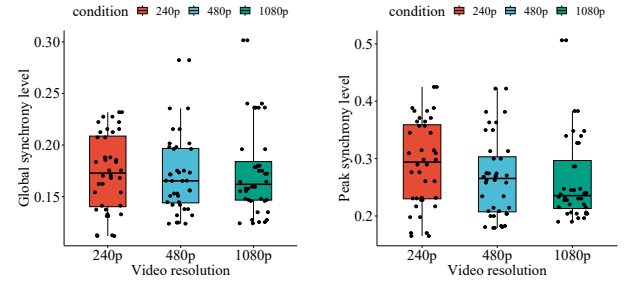 condition 240p 480p 1080p
Global synchrony level
0.30
0.25
0.20
0.15
240p 480p 1080p
Video resolution
condition 240p 480p 1080p
Peak synchrony level
0.5
0.4
0.3
0.2
240p 480p 1080p
Video resolution